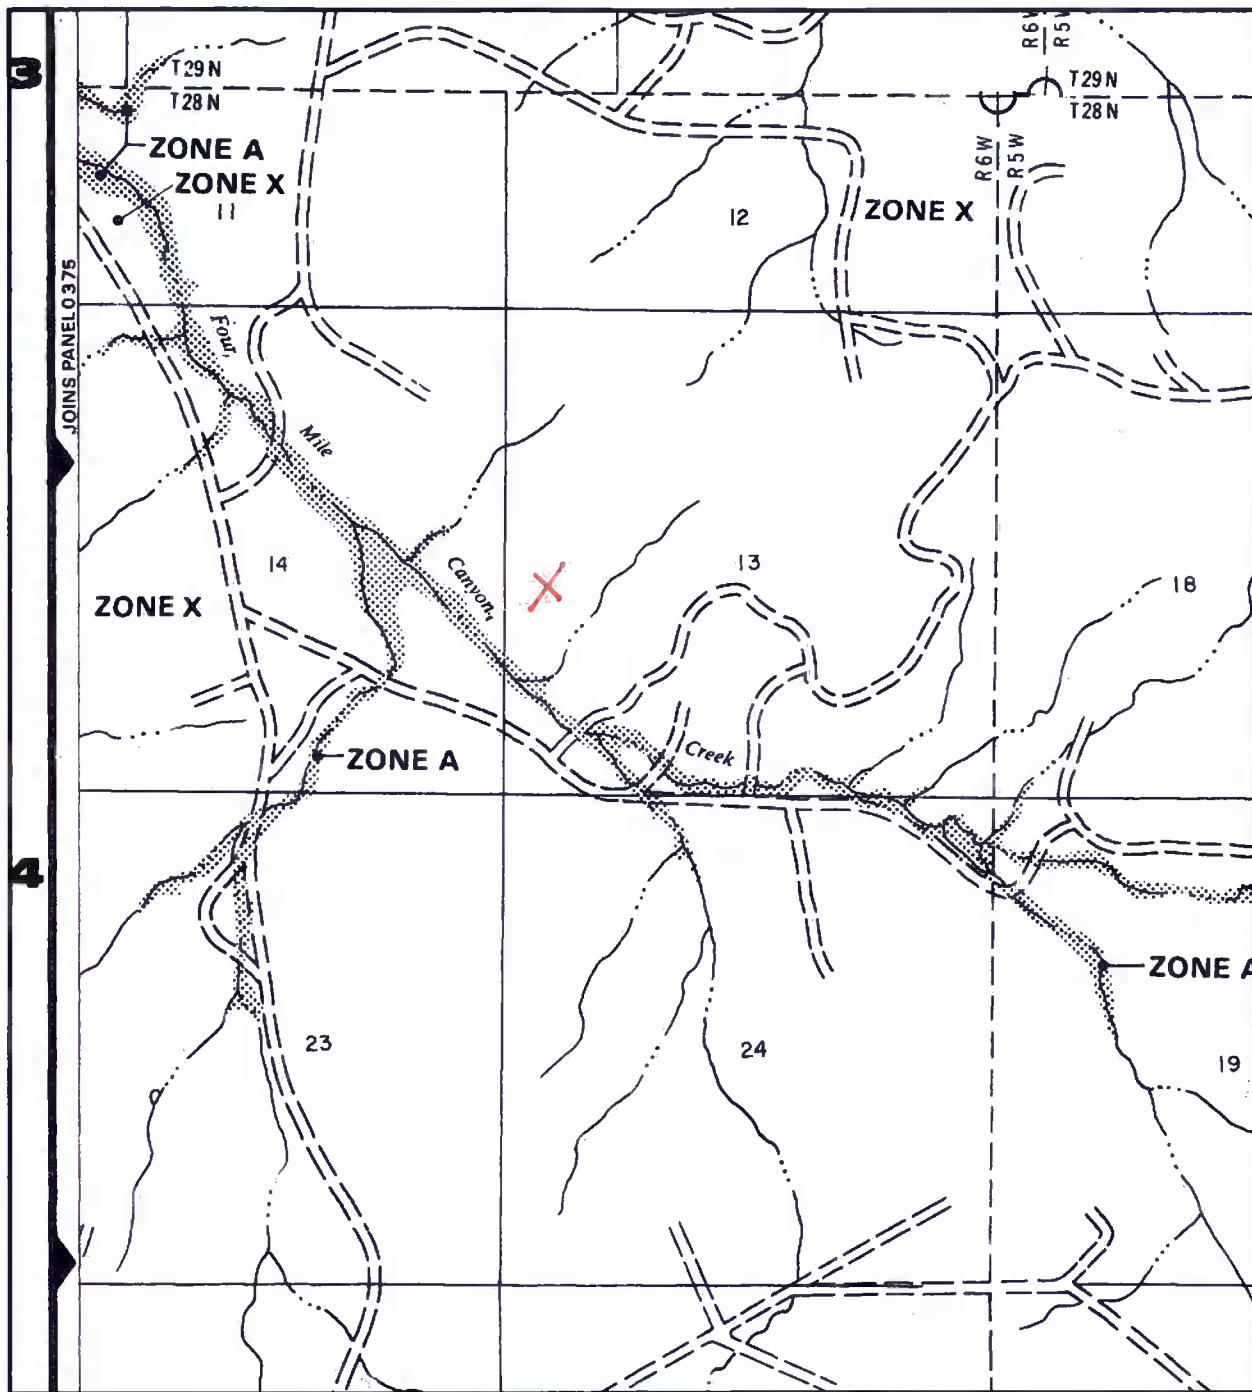 R6W
R5W
3
T29N
T28N
T29N
T28N
ZONE A
R6W
R5W
ZONE X
11
12
ZONE X
JOINS PANEL 0375
Four
Mile
14
Canyon
X
13
18
ZONE X
Creek
ZONE A
4
ZONE A
23
24
19